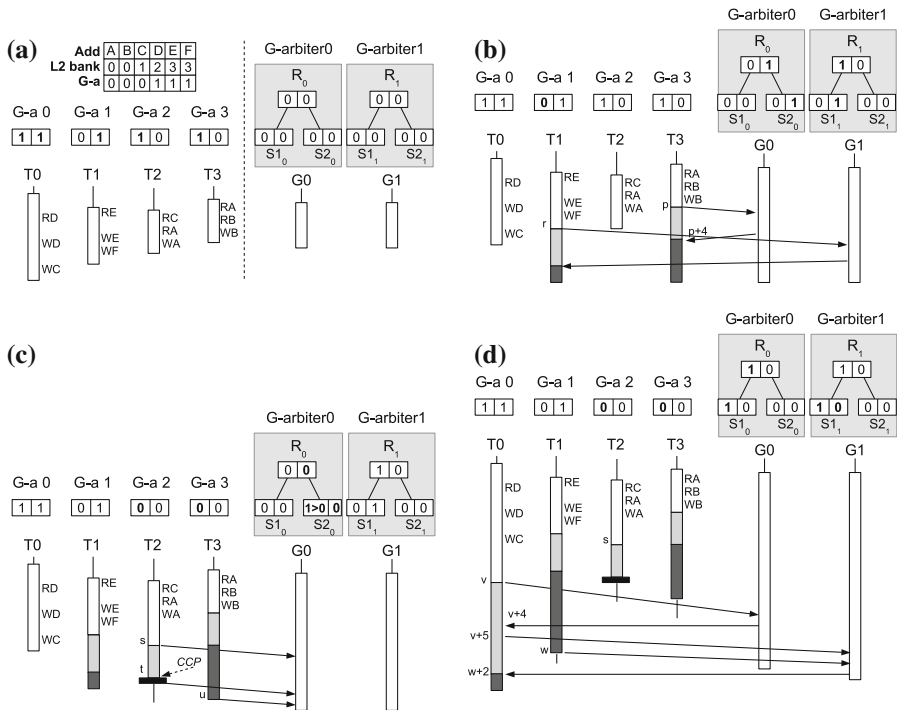 (a)
Add A B C D E F
L2 bank 0 0 1 2 3 3
G-a 0 0 0 1 1 1
G-arbiter0 G-arbiter1
R0 R1
0 0 0 0
0 0 0 0 0 0 0 0
S10 S20 S11 S21
G-a 0 G-a 1 G-a 2 G-a 3
1 1 0 1 1 0 1 0
T0 T1 T2 T3 G0 G1
RD
WD
WC
RE
WE
WF
RC
RA
WA
RA
RB
WB
(b)
G-arbiter0 G-arbiter1
R0 R1
0 1 1 0
0 0 0 1 0 1 0 0
S10 S20 S11 S21
G-a 0 G-a 1 G-a 2 G-a 3
1 1 0 1 1 0 1 0
T0 T1 T2 T3 G0 G1
RD
WD
WC
RE
WE
WF
RC
RA
WA
RA
RB
WB
p
r
p+4
(c)
G-arbiter0 G-arbiter1
R0 R1
0 0 1 0
0 0 1>0 0 0 1 0 0
S10 S20 S11 S21
G-a 0 G-a 1 G-a 2 G-a 3
1 1 0 1 0 0 0 0
T0 T1 T2 T3 G0 G1
RD
WD
WC
RE
WE
WF
RC
RA
WA
RA
RB
WB
s
t
CCP
u
(d)
G-arbiter0 G-arbiter1
R0 R1
1 0 1 0
1 0 0 0 1 0 0 0
S10 S20 S11 S21
G-a 0 G-a 1 G-a 2 G-a 3
1 1 0 1 0 0 0 0
T0 T1 T2 T3 G0 G1
RD
WD
WC
RE
WE
WF
RC
RA
WA
RA
RB
WB
s
v
v+4
v+5
w
w+2